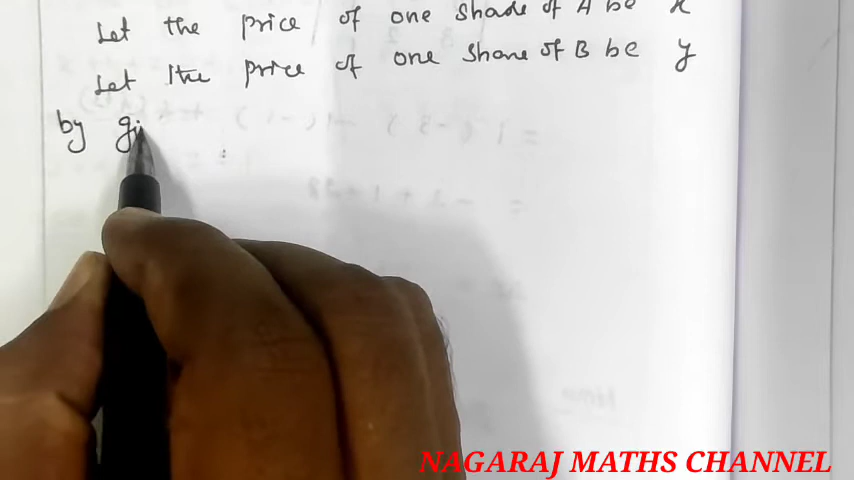 Let the price of one share of A be x
Let the price of one share of B be y
by gi
NAGARAJ MATHS CHANNEL